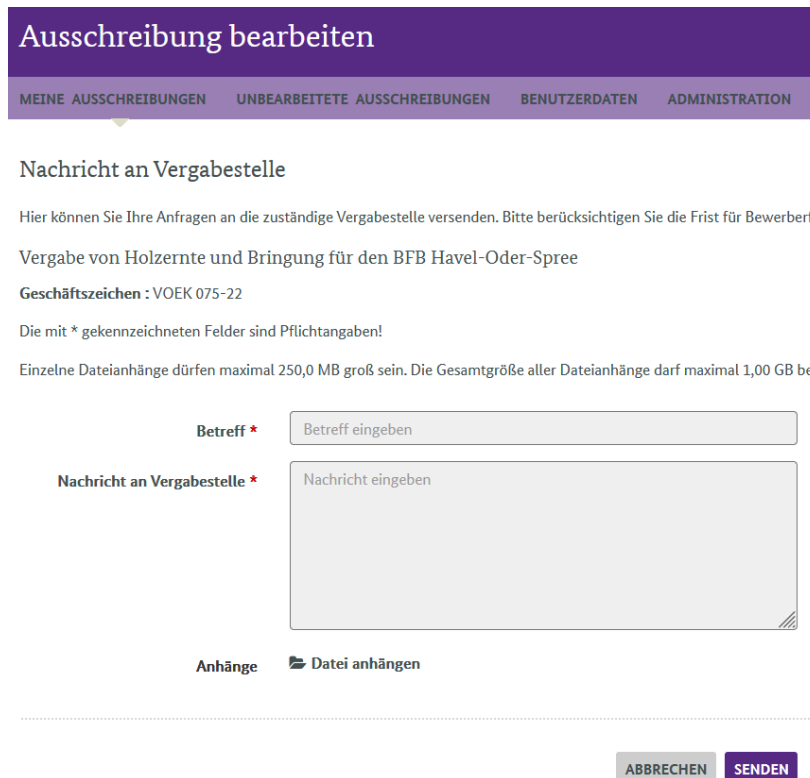 Ausschreibung bearbeiten
MEINE AUSSCHREIBUNGEN UNBEARBEITETE AUSSCHREIBUNGEN BENUTZERDATEN ADMINISTRATION
Nachricht an Vergabestelle
Hier können Sie Ihre Anfragen an die zuständige Vergabestelle versenden. Bitte berücksichtigen Sie die Frist für
Vergabe von Holzernte und Bringung für den BFB Havel-Oder-Spree
Geschäftszeichen : VOEK 075-22
Die mit * gekennzeichneten Felder sind Pflichtangaben!
Einzelne Dateianhänge dürfen maximal 250,0 MB groß sein. Die Gesamtgröße aller Dateianhänge darf maximal 1,00 GB
Betreff * Betreff eingeben
Nachricht an Vergabestelle * Nachricht eingeben
Anhänge Datei anhängen
ABBRECHEN SENDEN